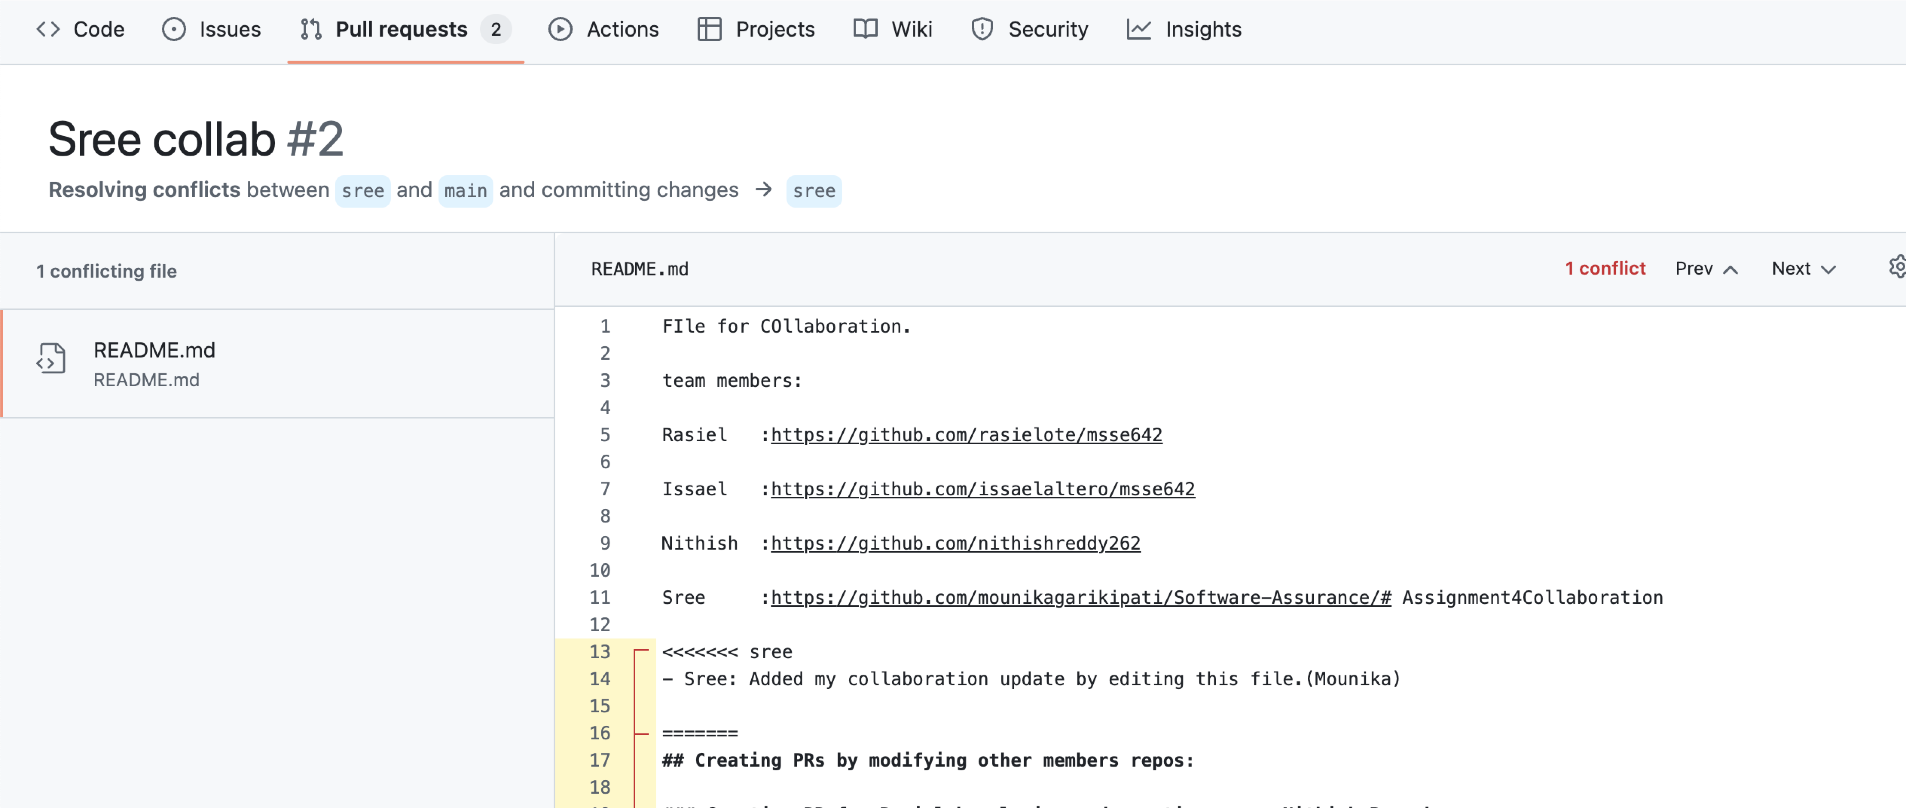 Code Issues Pull requests 2 Actions Projects Wiki Security Insights
Sree collab #2
Resolving conflicts between sree and main and committing changes → sree
1 conflicting file
README.md
README.md
README.md 1 conflict Prev Next
1 FIle for COllaboration.
2
3 team members:
4
5 Rasiel :https://github.com/rasielote/msse642
6
7 Issael :https://github.com/issaelaltero/msse642
8
9 Nithish :https://github.com/nithishreddy262
10
11 Sree :https://github.com/mounikagarikipati/Software-Assurance/# Assignment4Collaboration
12
13 <<<<<<< sree
14 - Sree: Added my collaboration update by editing this file.(Mounika)
15
16 =======
17 ## Creating PRs by modifying other members repos:
18